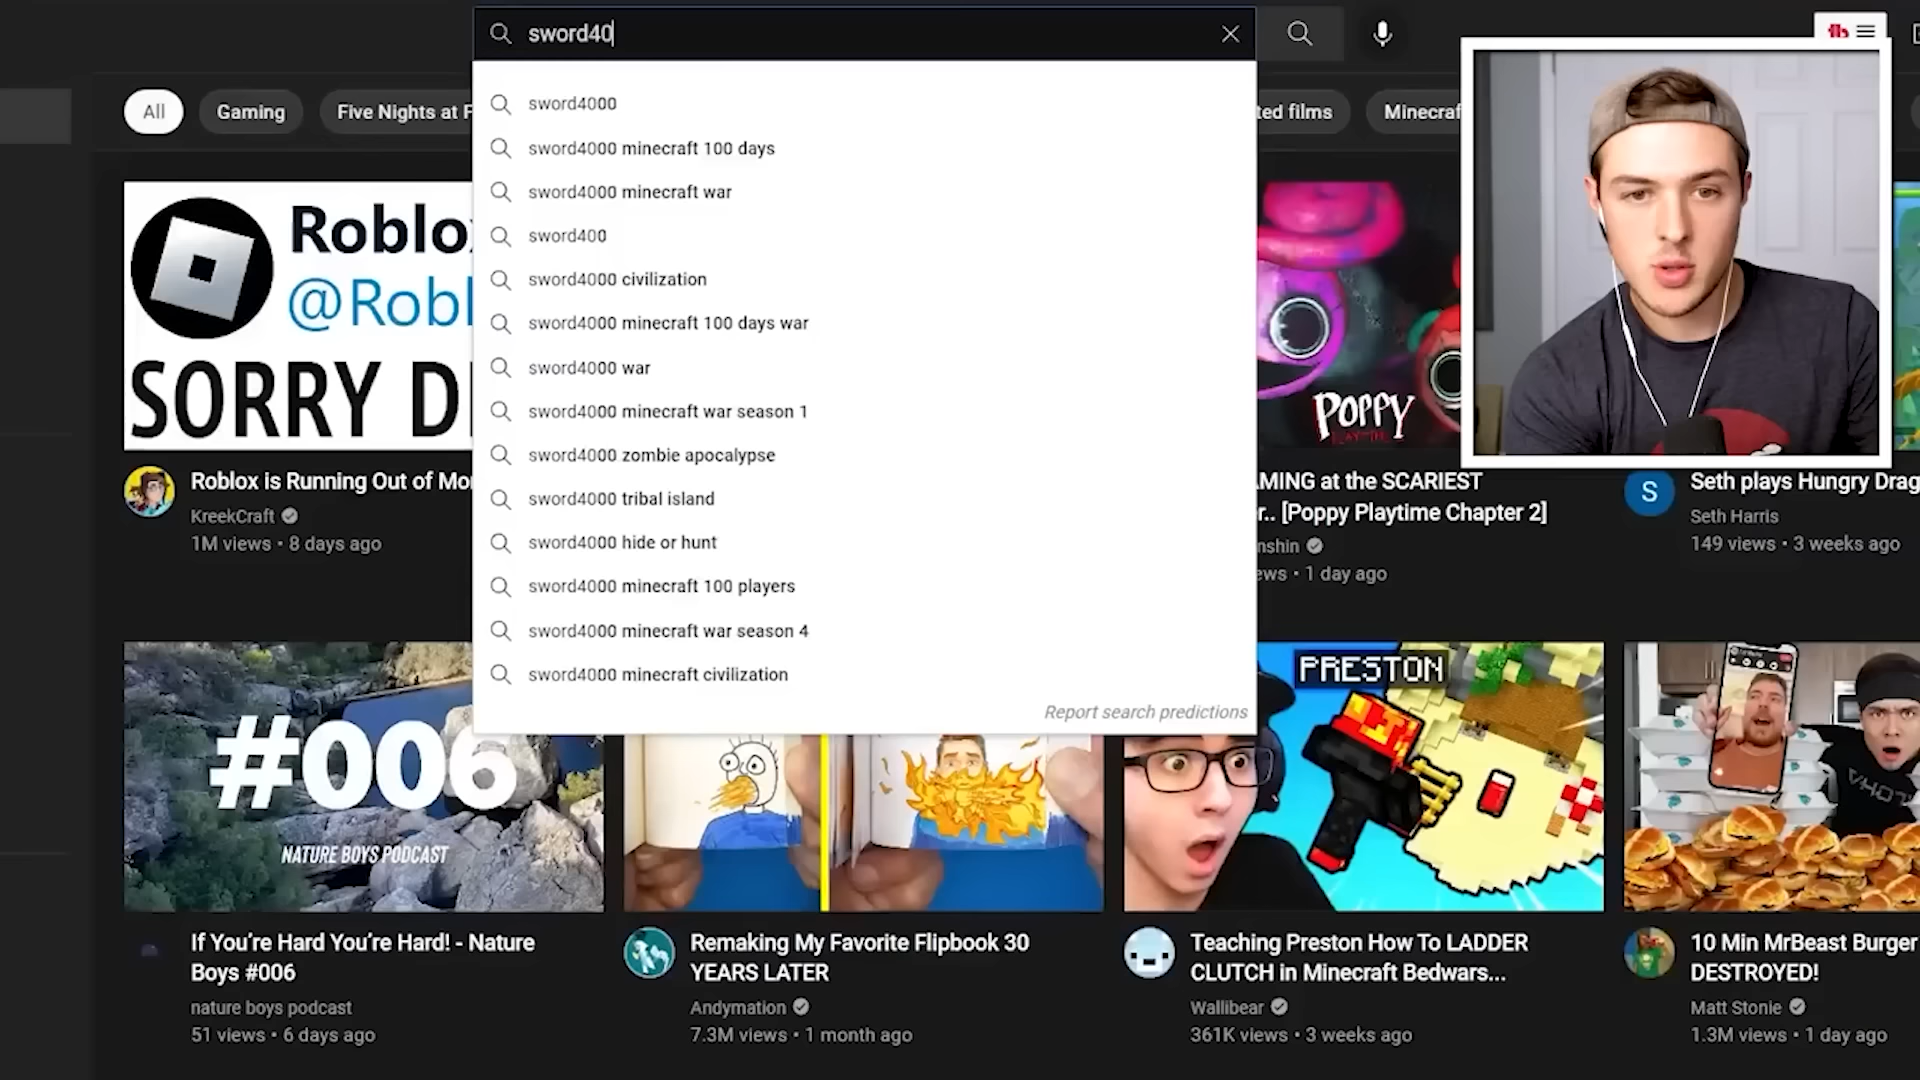 sword40
All
Gaming
Five Nights at F
ted films
Minecraf
sword4000
sword4000 minecraft 100 days
sword4000 minecraft war
sword400
sword4000 civilization
sword4000 minecraft 100 days war
sword4000 war
sword4000 minecraft war season 1
sword4000 zombie apocalypse
sword4000 tribal island
sword4000 hide or hunt
sword4000 minecraft 100 players
sword4000 minecraft war season 4
sword4000 minecraft civilization
Report search predictions
Roblo
@Robl
SORRY D
POPPY
Roblox is Running Out of Mo
KreekCraft
1M views • 8 days ago
AMING at the SCARIEST
r.. [Poppy Playtime Chapter 2]
nshin
ews • 1 day ago
S
Seth plays Hungry Drag
Seth Harris
149 views • 3 weeks ago
#006
NATURE BOYS PODCAST
PRESTON
If You're Hard You're Hard! - Nature
Boys #006
nature boys podcast
51 views • 6 days ago
Remaking My Favorite Flipbook 30
YEARS LATER
Andymation
7.3M views • 1 month ago
Teaching Preston How To LADDER
CLUTCH in Minecraft Bedwars...
Wallibear
361K views • 3 weeks ago
10 Min MrBeast Burger
DESTROYED!
Matt Stonie
1.3M views • 1 day ago